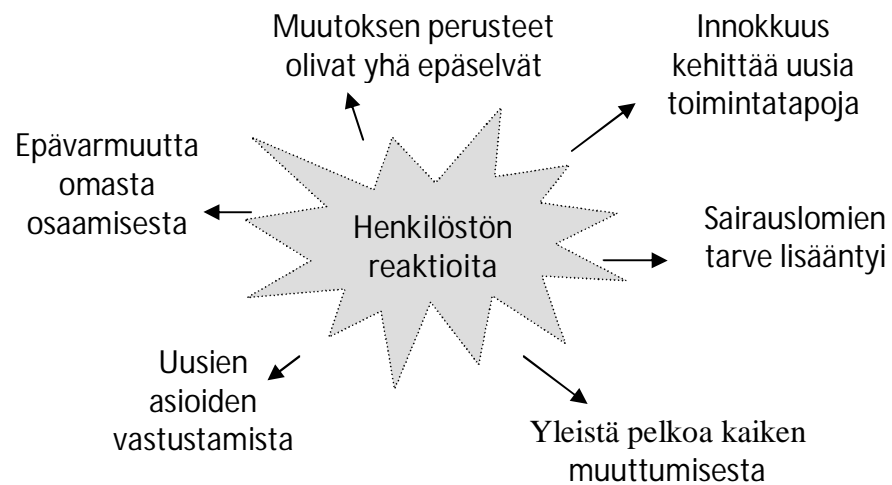 Muutoksen perusteet
olivat yhä epäselvät
Innokkuus
kehittää uusia
toimintatapoja
Epävarmuutta
omasta
osaamisesta
Henkilöstön
reaktioita
Sairauslomien
tarve lisääntyi
Uusien
asioiden
vastustamista
Yleistä pelkoa kaiken
muuttumisesta